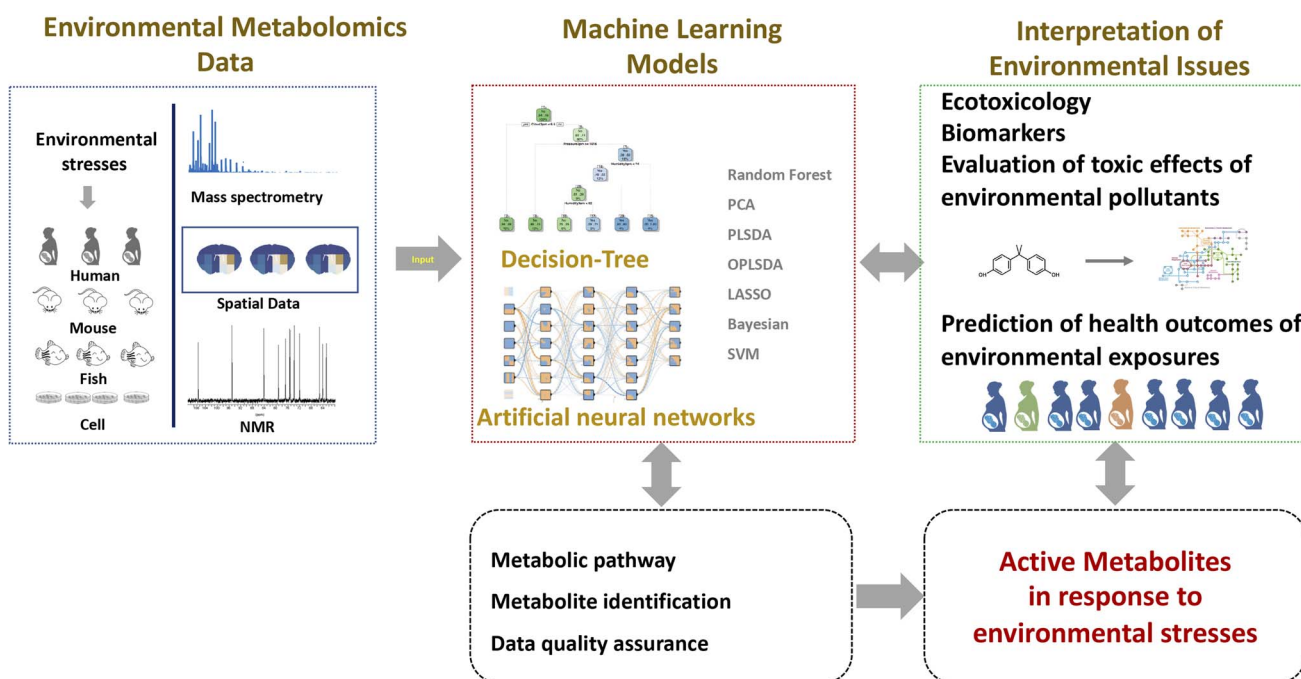 Environmental Metabolomics
Data
Environmental
stresses
Human
Mouse
Fish
Cell
Mass spectrometry
Spatial Data
NMR
Input
Machine Learning
Models
Decision-Tree
Artificial neural networks
Random Forest
PCA
PLSDA
OPLSDA
LASSO
Bayesian
SVM
Interpretation of
Environmental Issues
Ecotoxicology
Biomarkers
Evaluation of toxic effects of
environmental pollutants
HO
OH
Prediction of health outcomes of
environmental exposures
Metabolic pathway
Metabolite identification
Data quality assurance
Active Metabolites
in response to
environmental stresses